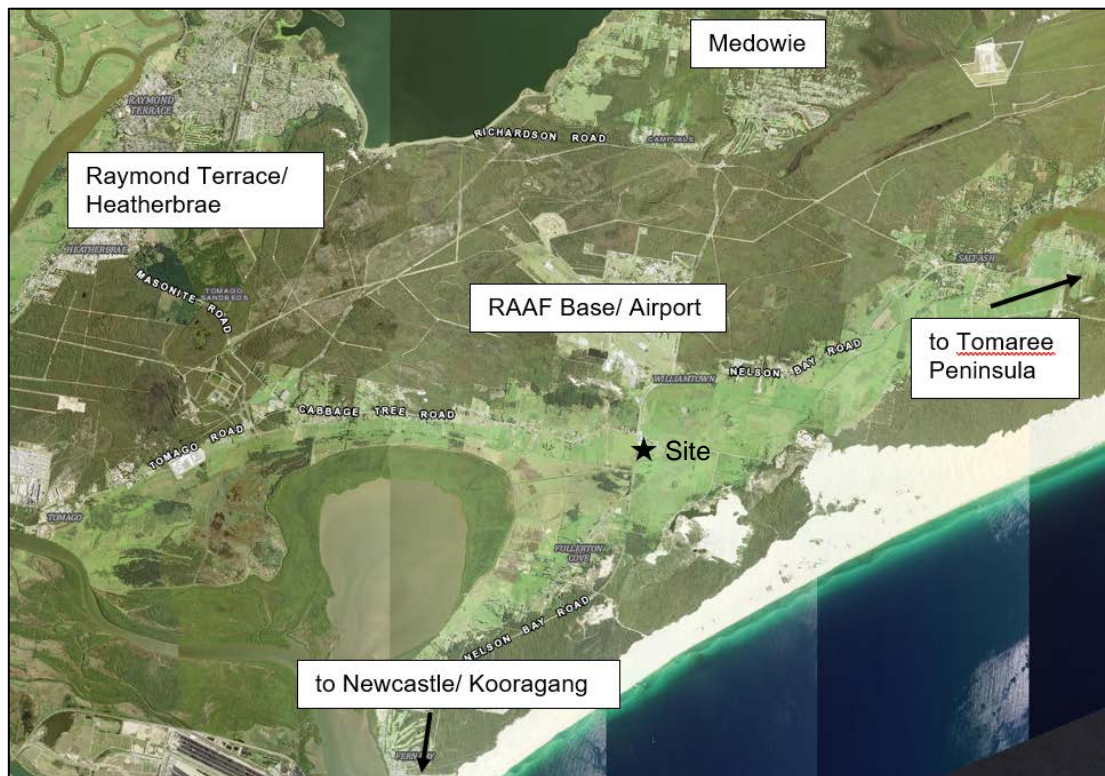 Medowie
RAYMOND
TERRACE
RICHARDSON ROAD
CAMPVALE
Raymond Terrace/
Heatherbrae
HEATHERBRAE
MASONITE ROAD
TOMAGO
SANDBEDS
SALT ASH
RAAF Base/ Airport
to Tomaree
Peninsula
WILLIAMTOWN
NELSON BAY ROAD
CABBAGE TREE ROAD
TOMAGO ROAD
Site
TOMAGO
FULLERTON
COVE
NELSON BAY ROAD
to Newcastle/ Kooragang
FERN BAY